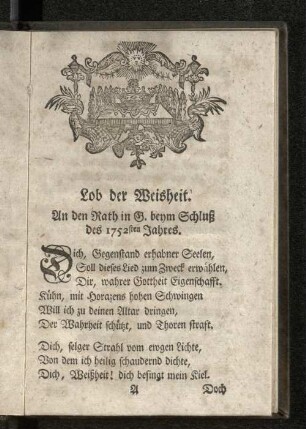 Lob der Weisheit.
An den Rath in G. beym Schluß
des 1752sten Jahres.
Dich, Gegenstand erhabner Seelen,
Soll dieses Lied zum Zweck erwählen,
Dir, wahrer Gottheit Eigenschafft.
Kühn, mit Horazens hohen Schwingen
Will ich zu deinen Altar dringen,
Der Wahrheit schützt, und Thoren straft.
Dich, selger Strahl vom ewgen Lichte,
Von dem ich heilig schaudernd dichte,
Dich, Weißheit! dich besingt mein Kiel.
A Doch